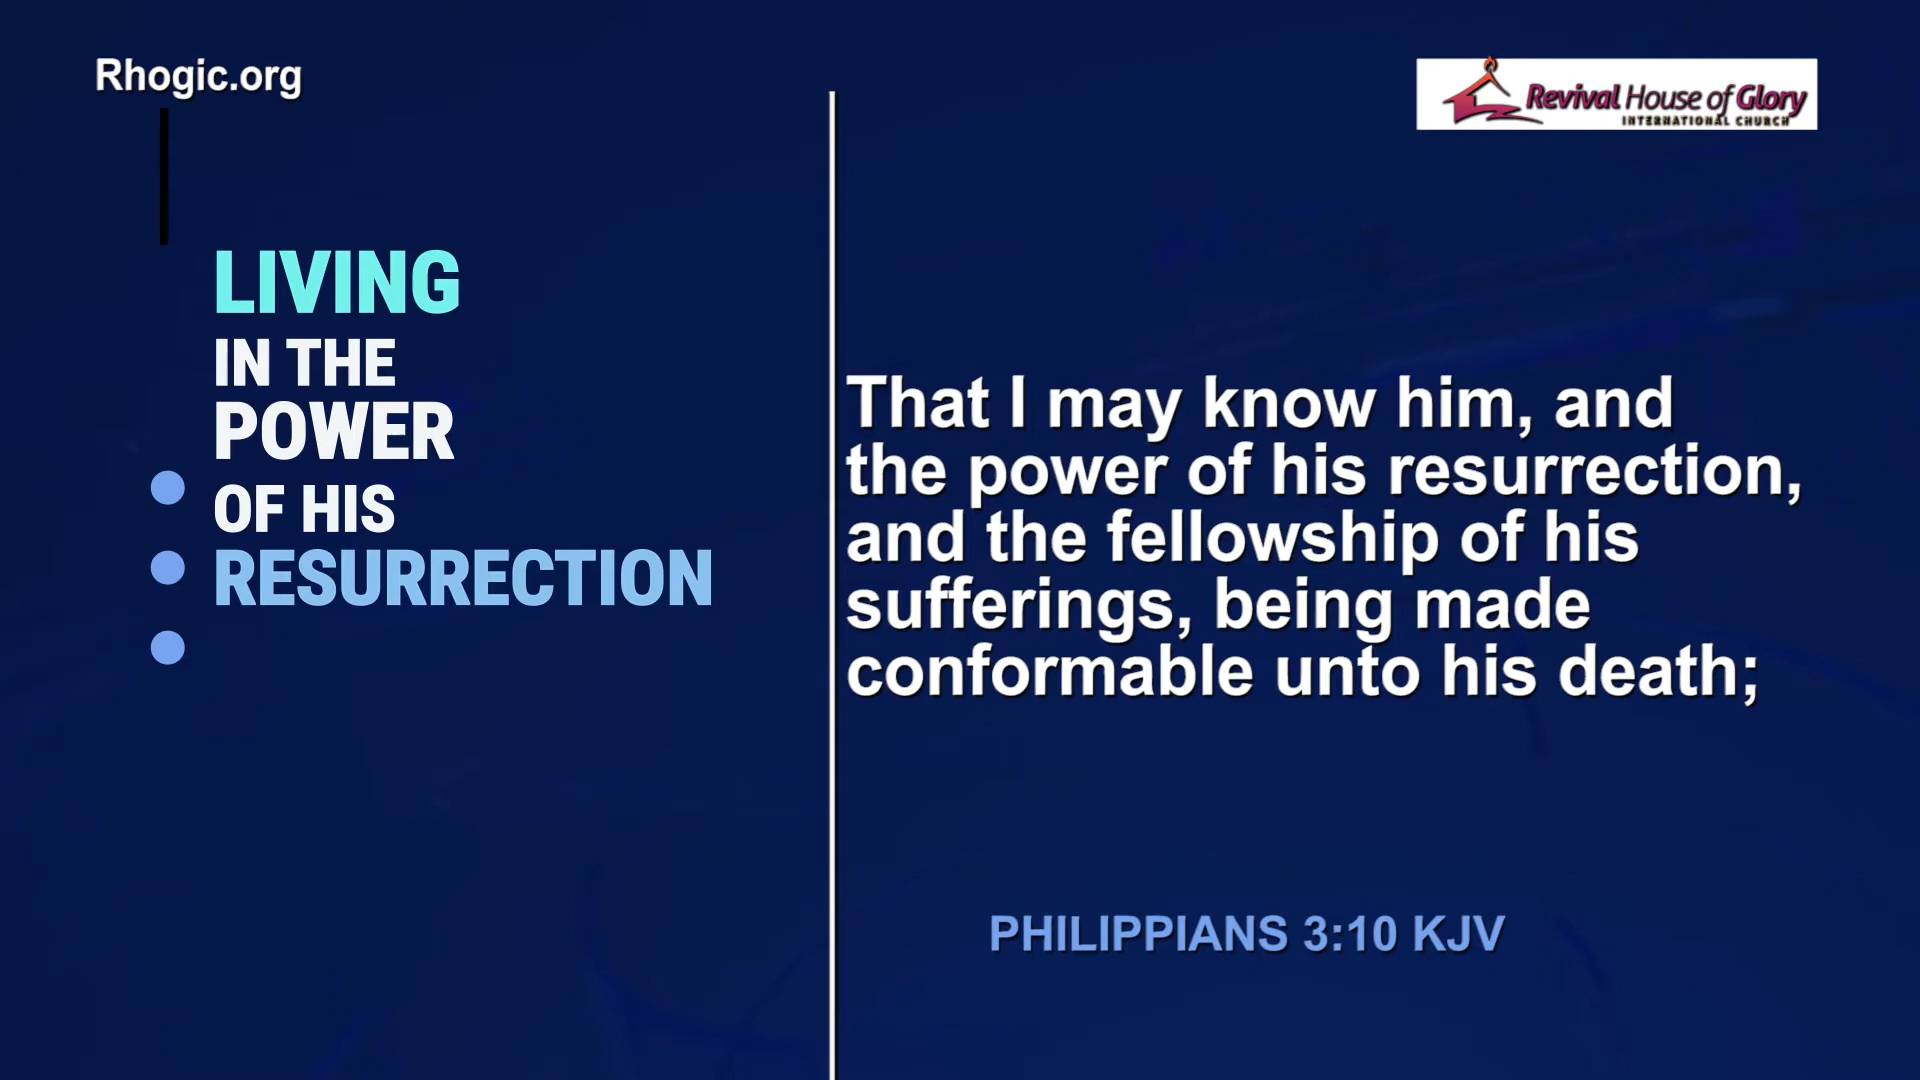 Rhogic.org
Revival House of Glory
INTERNATIONAL CHURCH
LIVING
IN THE
POWER
OF HIS
RESURRECTION
That I may know him, and
the power of his resurrection,
and the fellowship of his
sufferings, being made
conformable unto his death;
PHILIPPIANS 3:10 KJV